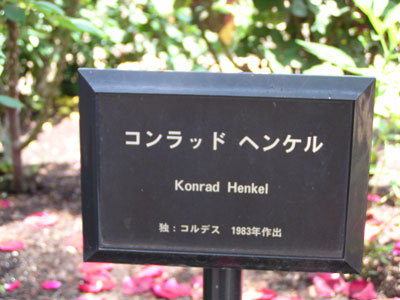 コンラッド ヘンケル
Konrad Henkel
独：コルデス 1983年作出